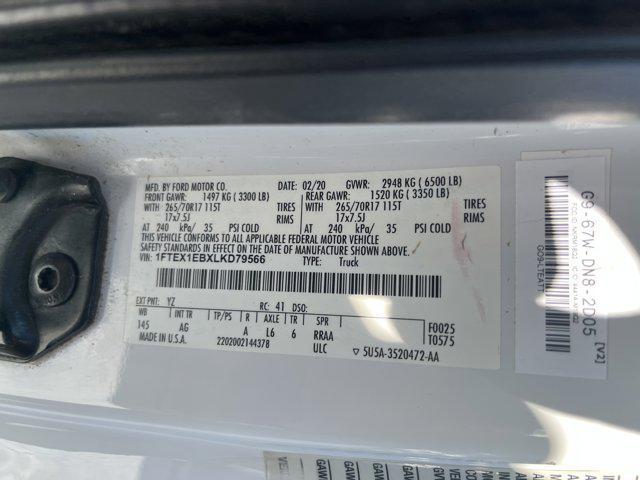 MFD. BY FORD MOTOR CO. 02/20 GVWR: 2948 KG ( 6500 LB)
FRONT GAWR: 1497 KG ( 3300 LB) REAR GAWR: 1520 KG ( 3350 LB)
WITH 265/70R17 115T TIRES WITH 265/70R17 115T TIRES
17x7.5J RIMS 17x7.5J RIMS
AT 240 kPa/ 35 PSI COLD AT 240 kPa/ 35 PSI COLD
THIS VEHICLE CONFORMS TO ALL APPLICABLE FEDERAL MOTOR VEHICLE
SAFETY STANDARDS IN EFFECT ON THE DATE OF MANUFACTURE SHOWN ABOVE.
VIN: 1FTEX1EBXLKD79566 TYPE: Truck
EXT PNT: YZ RC: 41 DSO:
WB INT TR TP/PS R AXLE TR SPR F0025
145 AG A L6 6 RRAA T0575
MADE IN U.S.A. 2202002144378 ULC 5U5A-3520472-AA
G9-67W-DN8-2D05 [V2]
GO9-LTEATT